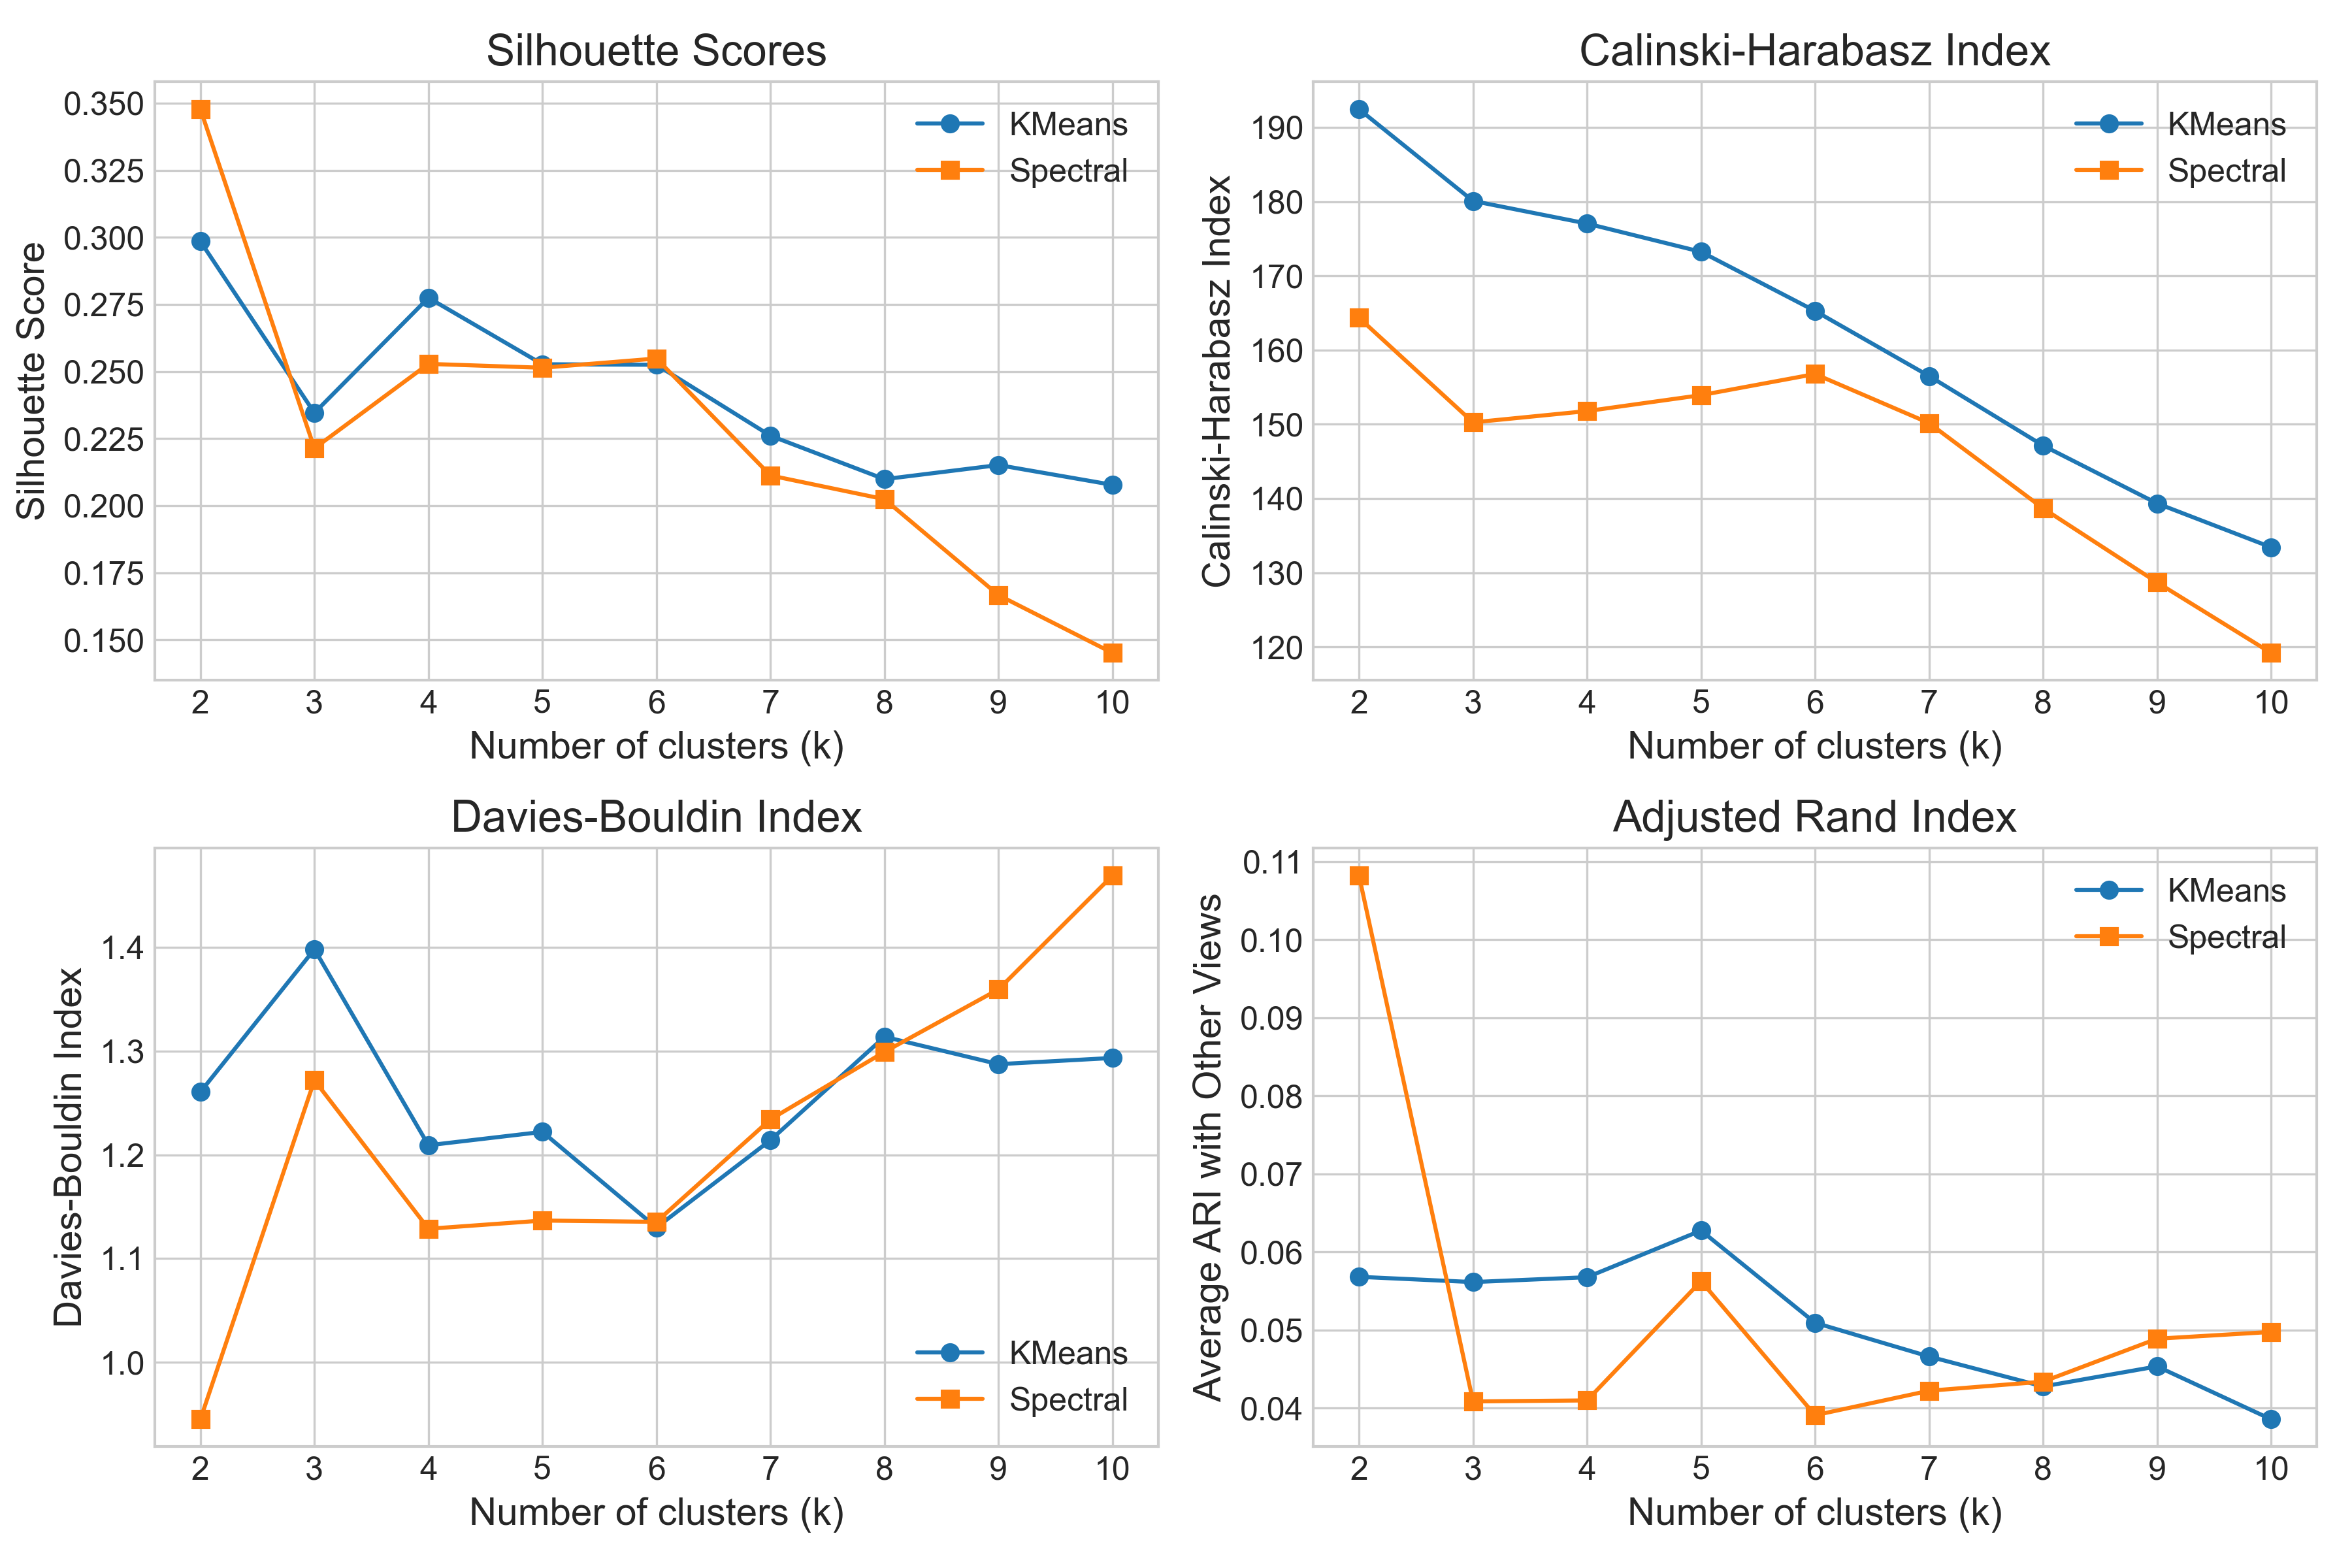 Silhouette Scores
Silhouette Score
0.350
0.325
0.300
0.275
0.250
0.225
0.200
0.175
0.150
KMeans
Spectral
2 3 4 5 6 7 8 9 10
Number of clusters (k)
Calinski-Harabasz Index
Calinski-Harabasz Index
190
180
170
160
150
140
130
120
KMeans
Spectral
2 3 4 5 6 7 8 9 10
Number of clusters (k)
Davies-Bouldin Index
Davies-Bouldin Index
1.4
1.3
1.2
1.1
1.0
KMeans
Spectral
2 3 4 5 6 7 8 9 10
Number of clusters (k)
Adjusted Rand Index
Average ARI with Other Views
0.11
0.10
0.09
0.08
0.07
0.06
0.05
0.04
KMeans
Spectral
2 3 4 5 6 7 8 9 10
Number of clusters (k)